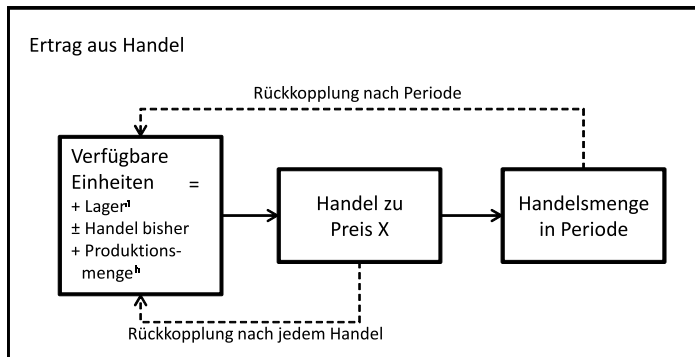 Ertrag aus Handel
Rückkopplung nach Periode
Verfügbare
Einheiten =
+ Lager
± Handel bisher
+ Produktions-
menge
Handel zu
Preis X
Handelsmenge
in Periode
Rückkopplung nach jedem Handel